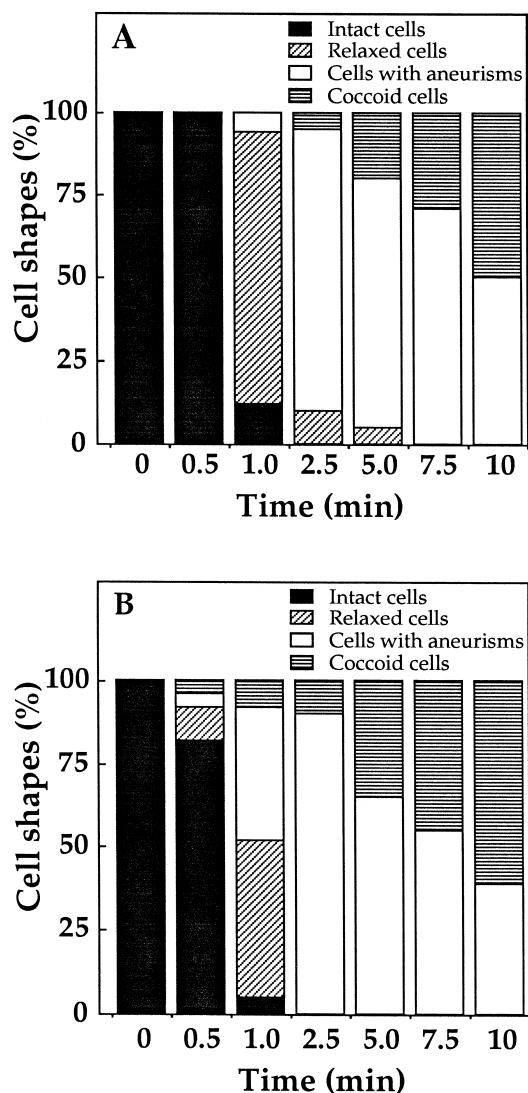 A
Intact cells
Relaxed cells
Cells with aneurisms
Coccoid cells
100
75
50
25
0
Cell shapes (%)
0 0.5 1.0 2.5 5.0 7.5 10
Time (min)
B
Intact cells
Relaxed cells
Cells with aneurisms
Coccoid cells
100
75
50
25
0
Cell shapes (%)
0 0.5 1.0 2.5 5.0 7.5 10
Time (min)